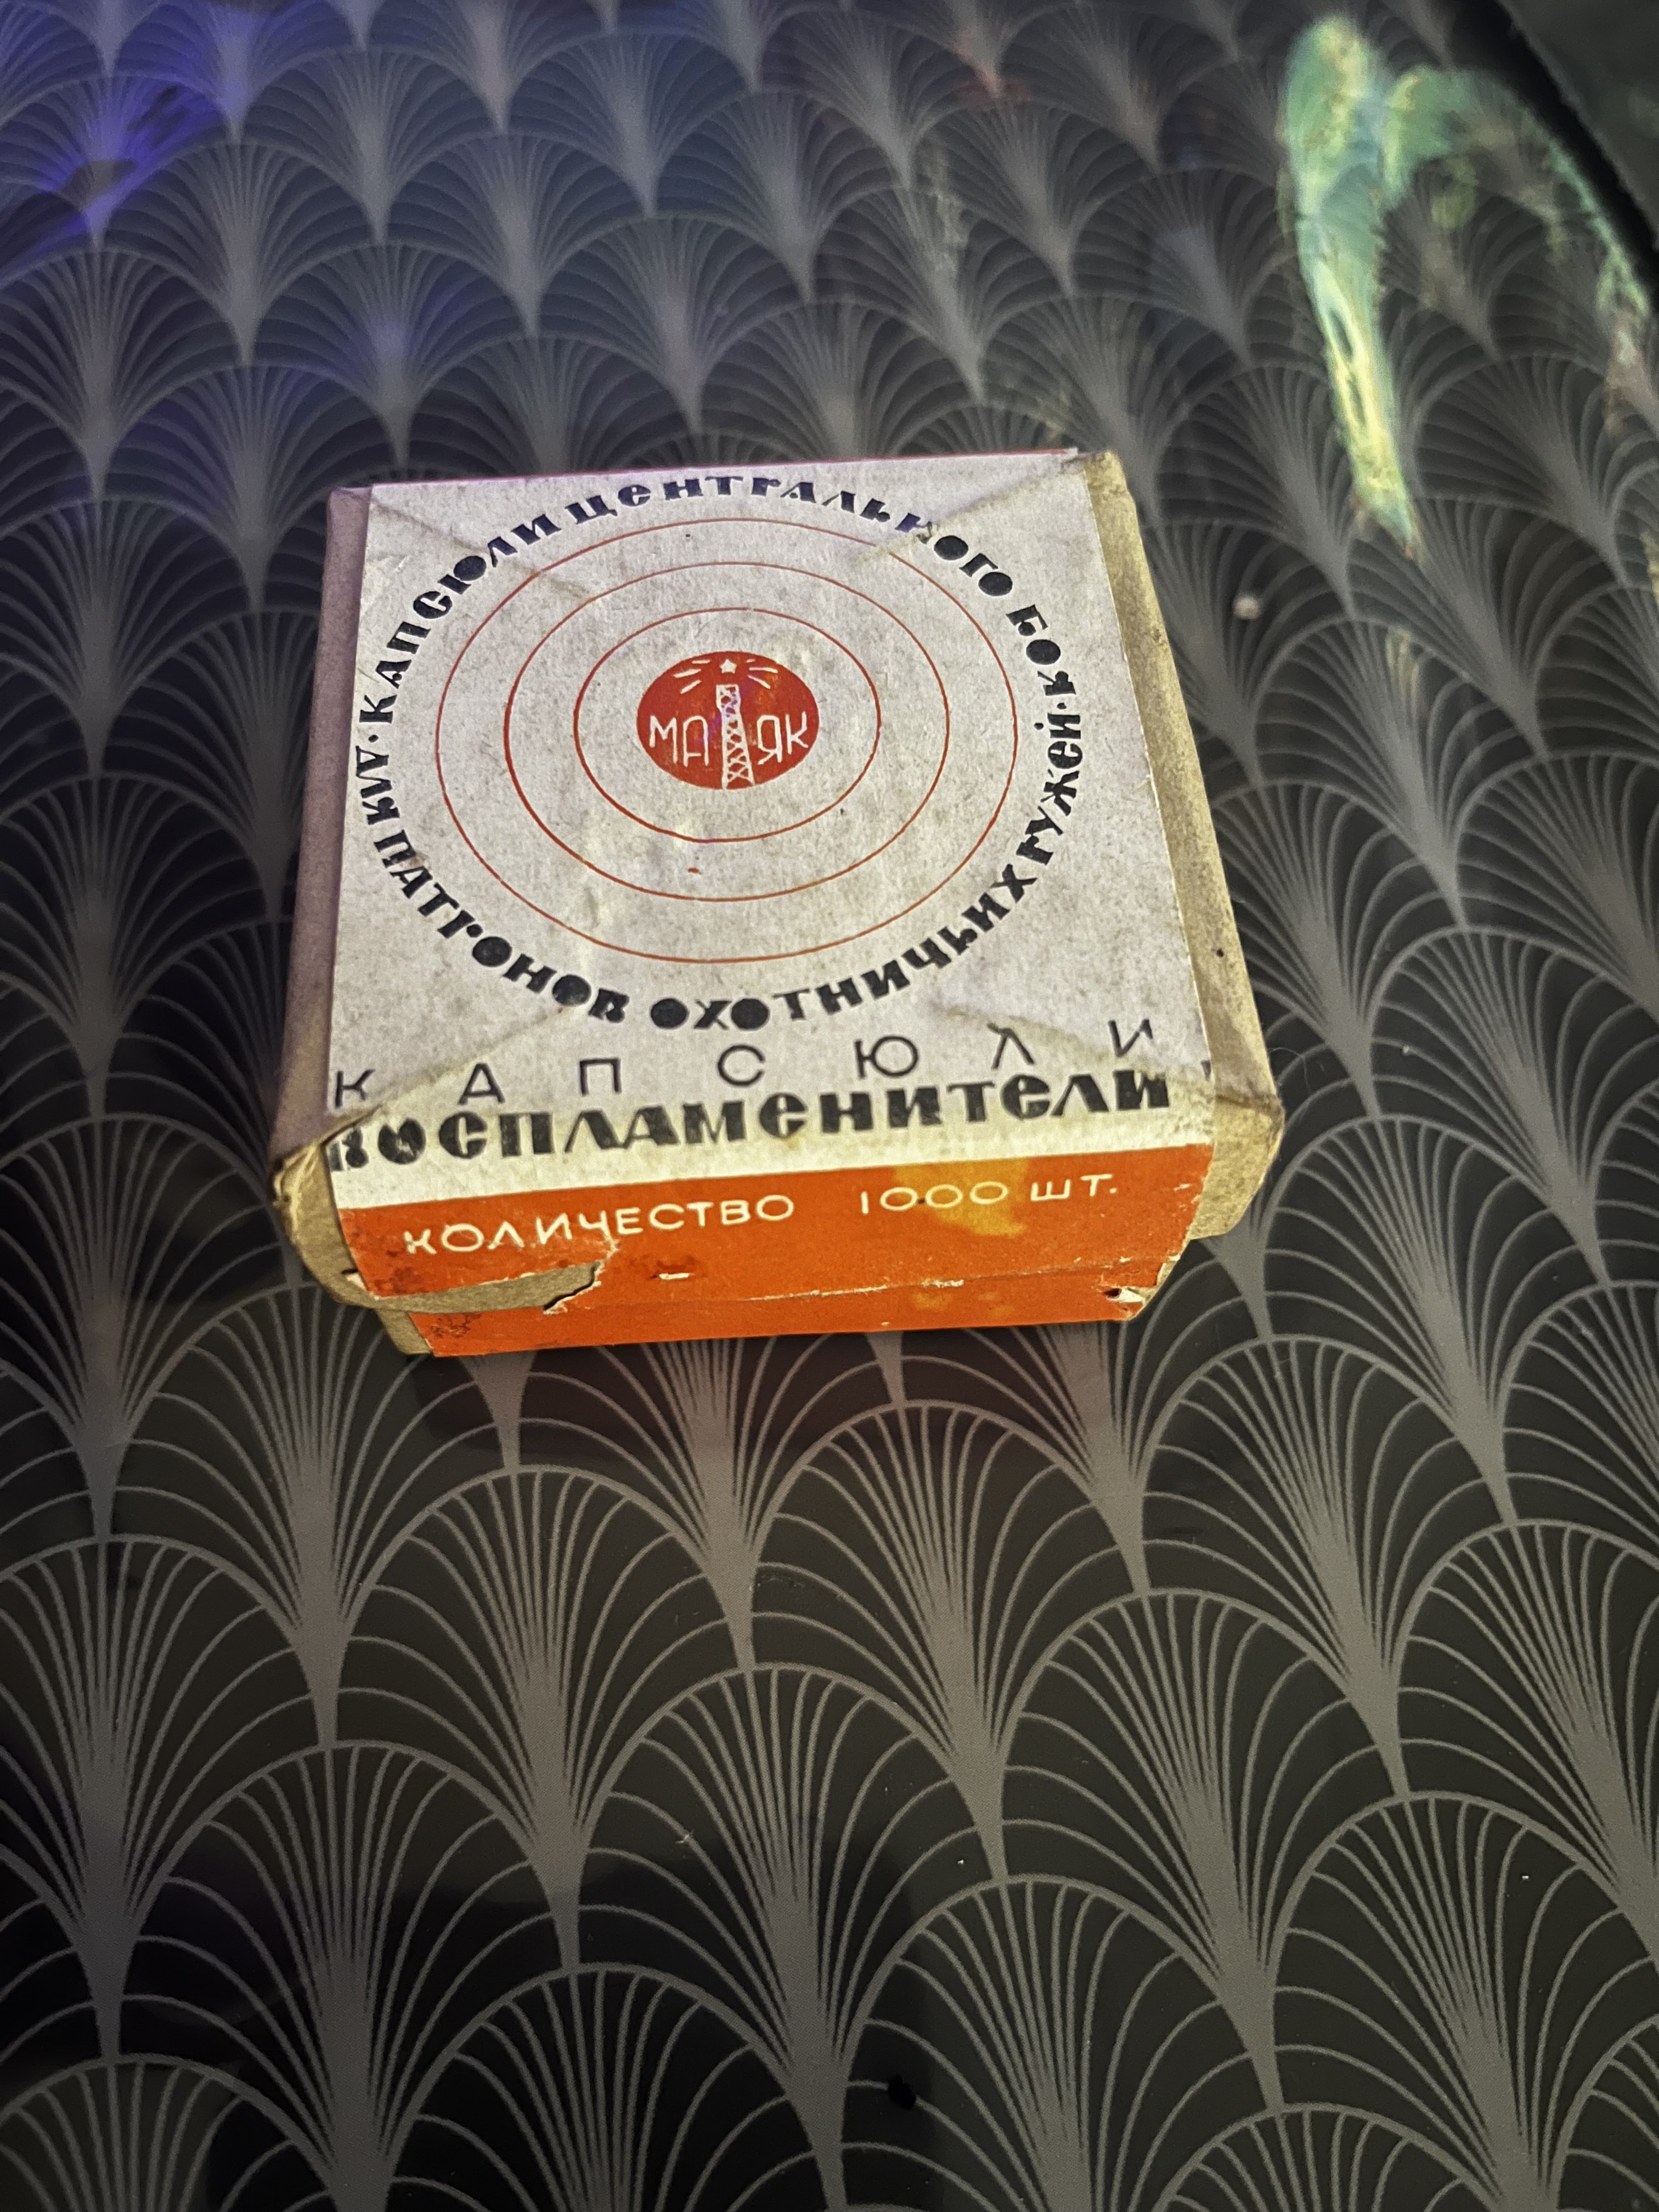 КАПСЮЛИ ЦЕНТРАЛЬНОГО БОЯ · ДЛЯ ПАТРОНОВ ОХОТНИЧЬИХ РУЖЕЙ ·
МАЯК
КАПСЮЛИ
ВОСПЛАМЕНИТЕЛИ
КОЛИЧЕСТВО 1000 ШТ.